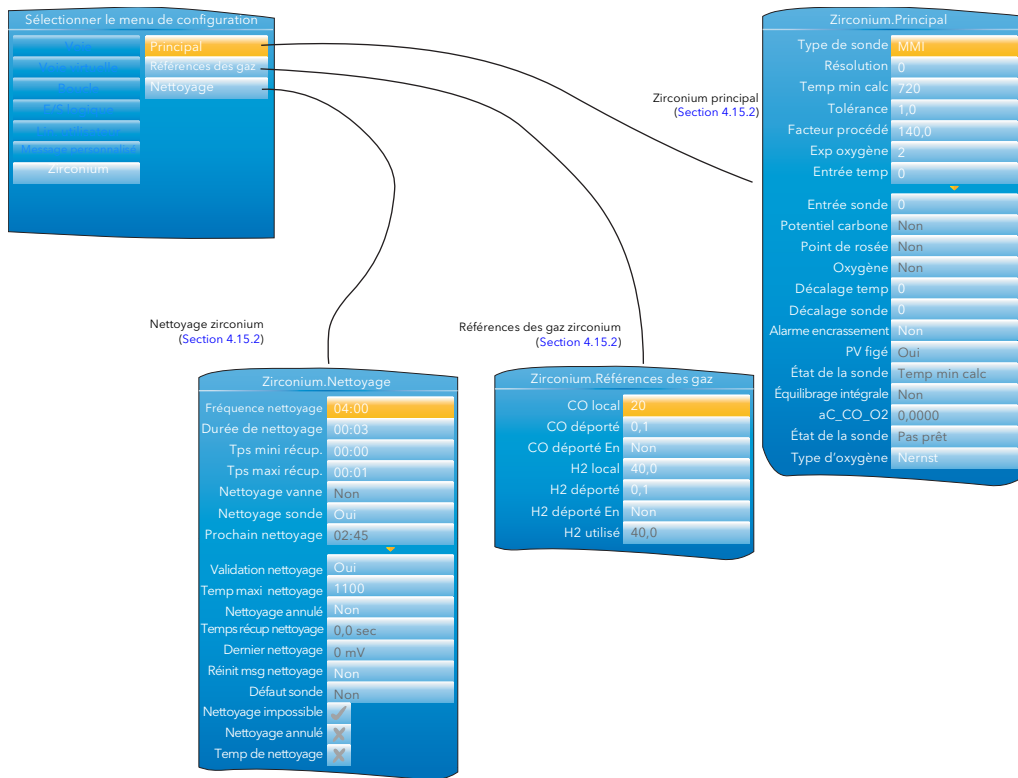 Sélectionner le menu de configuration
Voie
Voie virtuelle
Boucle
E/S logique
Lin. utilisateur
Message personnalisé
Zirconium
Principal
Références des gaz
Nettoyage
Zirconium principal
(Section 4.15.2)
Zirconium.Principal
Type de sonde MMI
Résolution 0
Temp min calc 720
Tolérance 1,0
Facteur procédé 140,0
Exp oxygène 2
Entrée temp 0
Entrée sonde 0
Potentiel carbone Non
Point de rosée Non
Oxygène Non
Décalage temp 0
Décalage sonde 0
Alarme encrassement Non
PV figé Oui
État de la sonde Temp min calc
Équilibrage intégrale Non
aC_CO_O2 0,0000
État de la sonde Pas prêt
Type d'oxygène Nernst
Nettoyage zirconium
(Section 4.15.2)
Zirconium.Nettoyage
Fréquence nettoyage 04:00
Durée de nettoyage 00:03
Tps mini récup. 00:00
Tps maxi récup. 00:01
Nettoyage vanne Non
Nettoyage sonde Oui
Prochain nettoyage 02:45
Validation nettoyage Oui
Temp maxi nettoyage 1100
Nettoyage annulé Non
Temps récup nettoyage 0,0 sec
Dernier nettoyage 0 mV
Réinit msg nettoyage Non
Défaut sonde Non
Nettoyage impossible
Nettoyage annulé
Temp de nettoyage
Références des gaz zirconium
(Section 4.15.2)
Zirconium.Références des gaz
CO local 20
CO déporté 0,1
CO déporté En Non
H2 local 40,0
H2 déporté 0,1
H2 déporté En Non
H2 utilisé 40,0